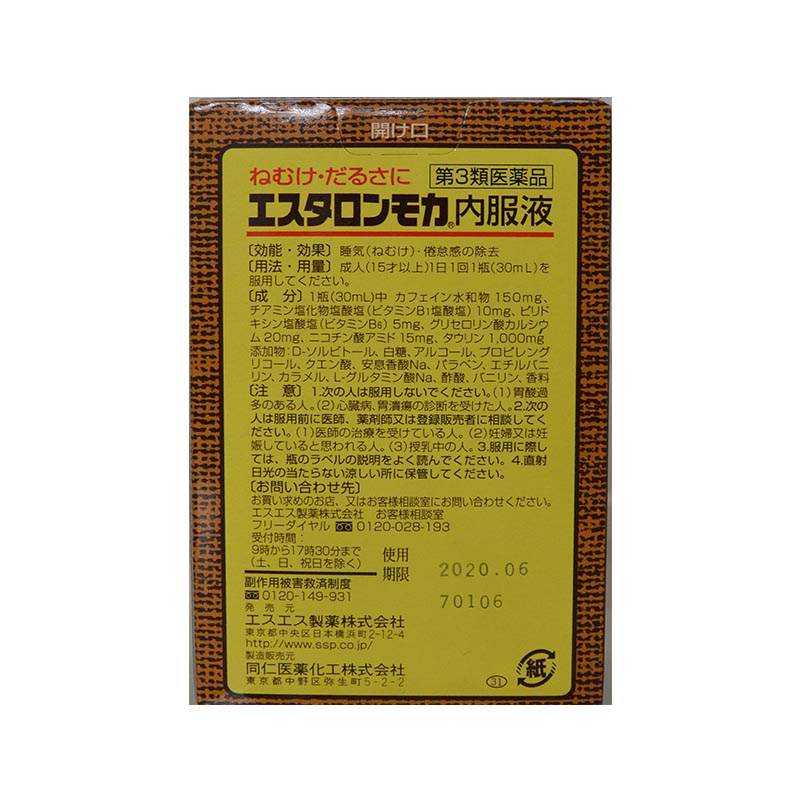 開け口
ねむけ・だるさに 第3類医薬品
エスタロンモカ®内服液
〔効能・効果〕 睡気(ねむけ)・倦怠感の除去
〔用法・用量〕 成人(15才以上)1日1回1瓶(30mL)を
服用してください。
〔成 分〕1瓶(30mL)中 カフェイン水和物 150mg、
チアミン塩化物塩酸塩(ビタミンB1塩酸塩) 10mg、ピリド
キシン塩酸塩(ビタミンB6) 5mg、グリセロリン酸カルシウ
ム 20mg、ニコチン酸アミド 15mg、タウリン 1,000mg
添加物:D-ソルビトール、白糖、アルコール、プロピレング
リコール、クエン酸、安息香酸Na、パラベン、エチルバニ
リン、カラメル、L-グルタミン酸Na、酢酸、バニリン、香料
〔注 意〕 1.次の人は服用しないでください。(1)胃酸過
多のある人。(2)心臓病、胃潰瘍の診断を受けた人。2.次の
人は服用前に医師、薬剤師又は登録販売者に相談してく
ださい。(1)医師の治療を受けている人。(2)妊婦又は妊
娠していると思われる人。(3)授乳中の人。3.服用に際し
ては、瓶のラベルの説明をよく読んでください。4.直射
日光の当たらない涼しい所に保管してください。
〔お問い合わせ先〕
お買い求めのお店、又はお客様相談室にお問い合わせください。
エスエス製薬株式会社 お客様相談室
フリーダイヤル 0120-028-193
受付時間:
9時から17時30分まで
(土、日、祝日を除く)
使用
期限 2020.06
70106
副作用被害救済制度
0120-149-931
発 売 元
エスエス製薬株式会社
東京都中央区日本橋浜町2-12-4
http://www.ssp.co.jp/
製造販売元
同仁医薬化工株式会社
東京都中野区弥生町5-2-2
31
紙